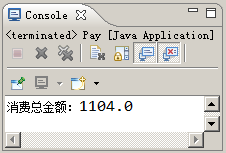 Console
<terminated> Pay [Java Application]
消费总金额：1104.0